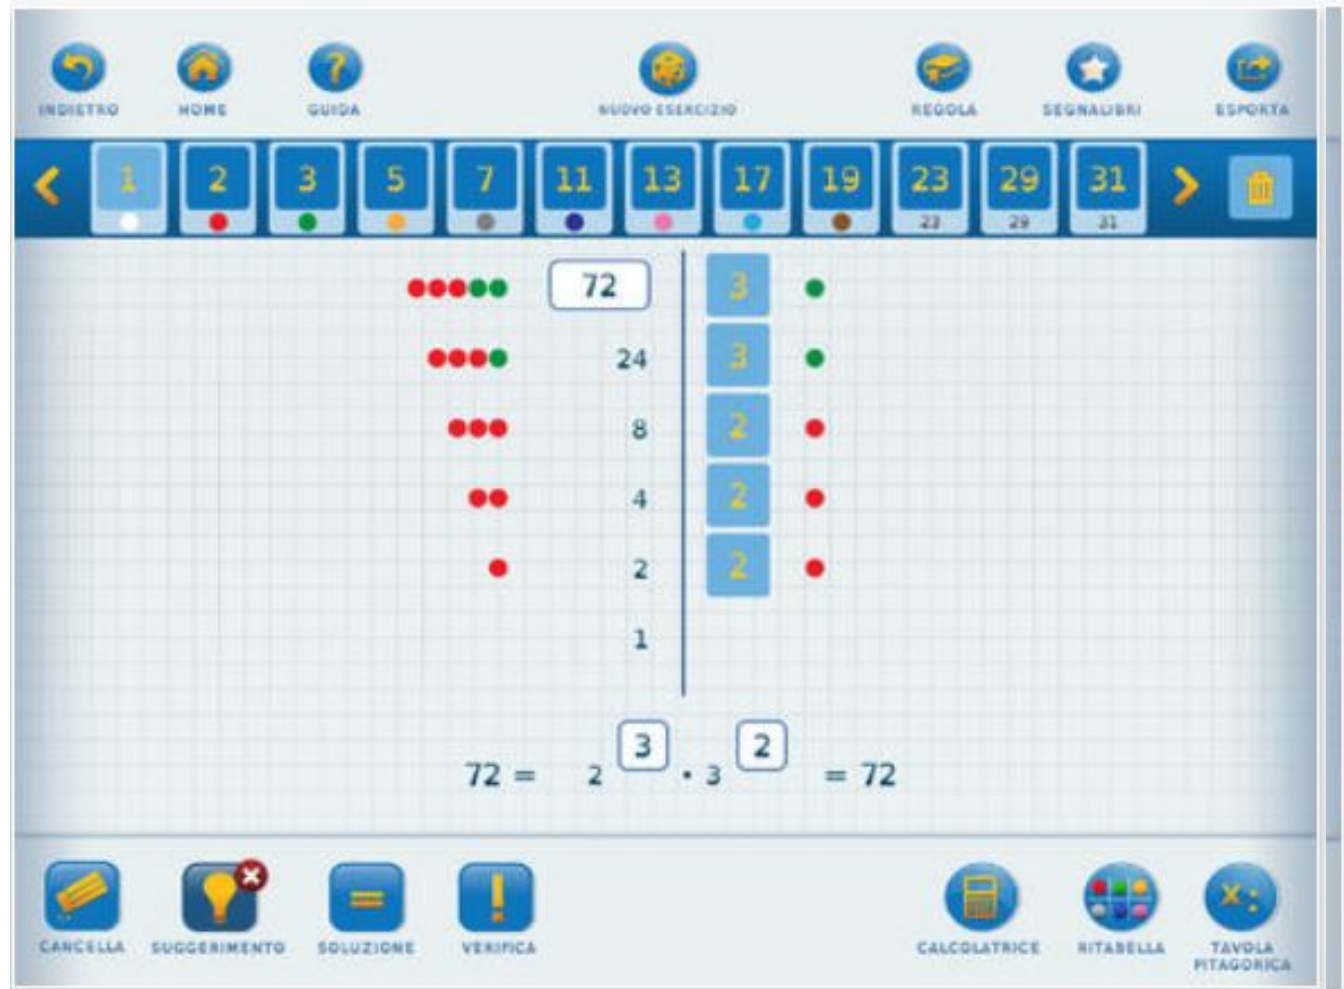 INDIETRO HOME GUIDA NUOVO ESERCIZIO REGOLA SEGNALIBRI ESPORTA
1 2 3 5 7 11 13 17 19 23 29 31
23 29 31
72 3
24 3
8 2
4 2
2 2
1
72 = 2 3 · 3 2 = 72
CANCELLA SUGGERIMENTO SOLUZIONE VERIFICA CALCOLATRICE RITABELLA TAVOLA
PITAGORICA